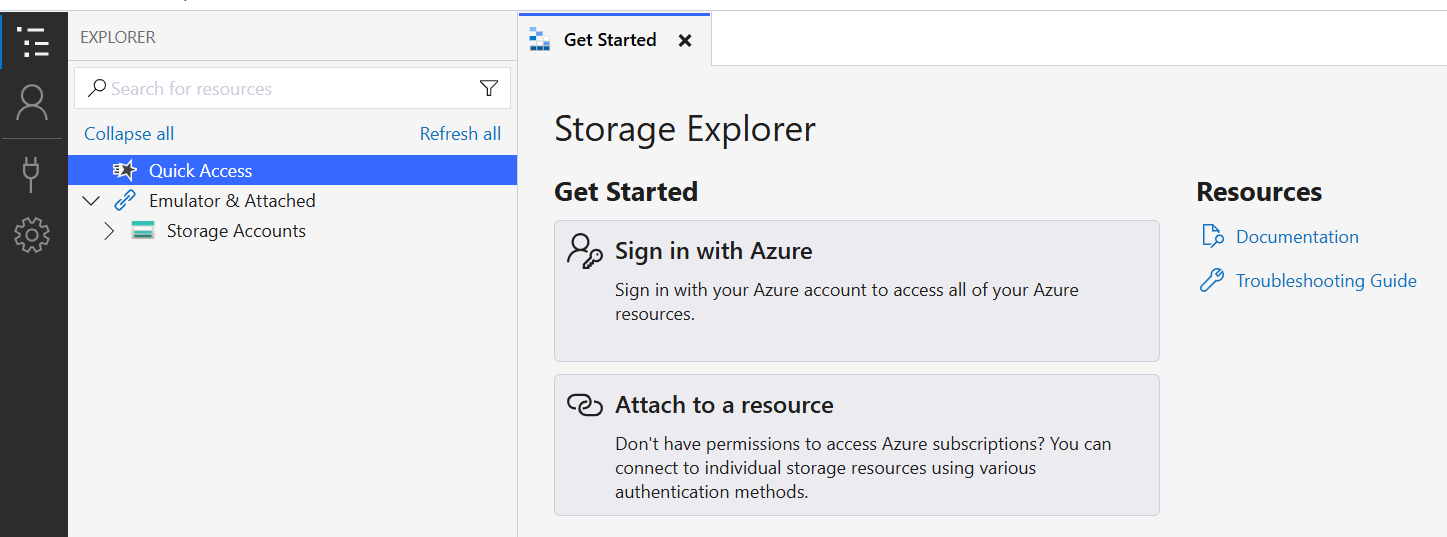 EXPLORER
Search for resources
Collapse all
Refresh all
Quick Access
Emulator & Attached
Storage Accounts
Get Started
Storage Explorer
Get Started
Sign in with Azure
Sign in with your Azure account to access all of your Azure
resources.
Attach to a resource
Don't have permissions to access Azure subscriptions? You can
connect to individual storage resources using various
authentication methods.
Resources
Documentation
Troubleshooting Guide